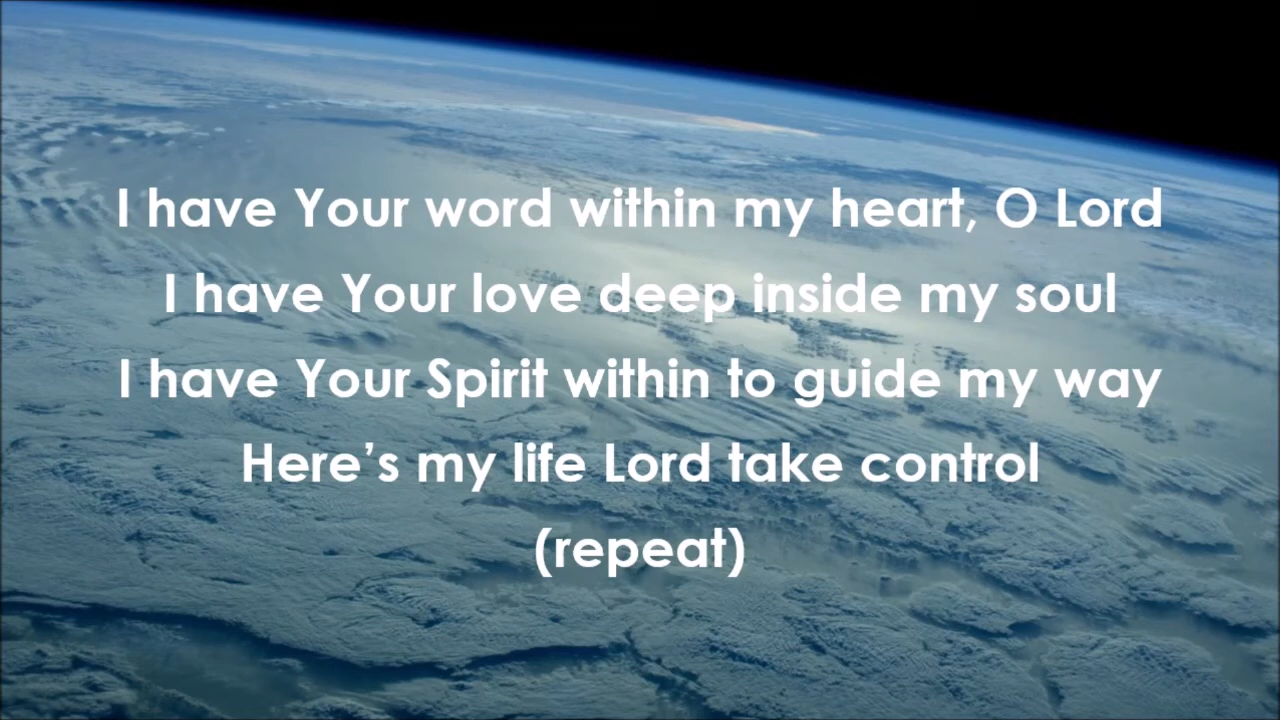 I have Your word within my heart, O Lord
I have Your love deep inside my soul
I have Your Spirit within to guide my way
Here’s my life Lord take control
(repeat)